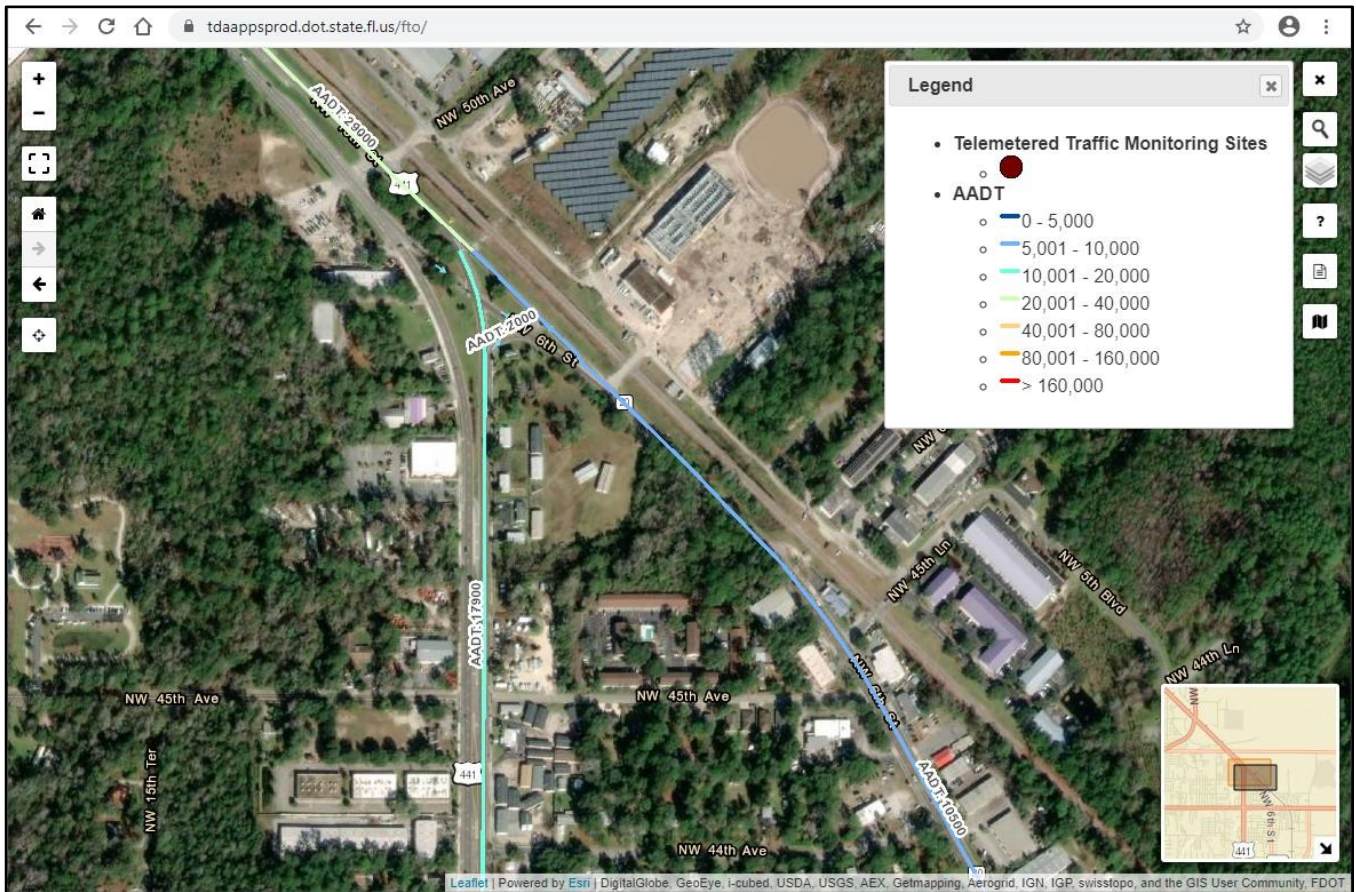 tdaappsprod.dot.state.fl.us/fto/
Legend
Telemetered Traffic Monitoring Sites
AADT
0 - 5,000
5,001 - 10,000
10,001 - 20,000
20,001 - 40,000
40,001 - 80,000
80,001 - 160,000
> 160,000
+
−
?
NW 50th Ave
AADT: 29000
441
AADT: 2000
6th St
20
AADT: 17900
NW 45th Ln
NW 5th Blvd
NW 44th Ln
NW 45th Ave
NW 45th Ave
NW 6th St
NW 15th Ter
441
AADT: 10500
NW 44th Ave
NW
NW 6th St
441
Leaflet | Powered by Esri | DigitalGlobe, GeoEye, i-cubed, USDA, USGS, AEX, Getmapping, Aerogrid, IGN, IGP, swisstopo, and the GIS User Community, FDOT